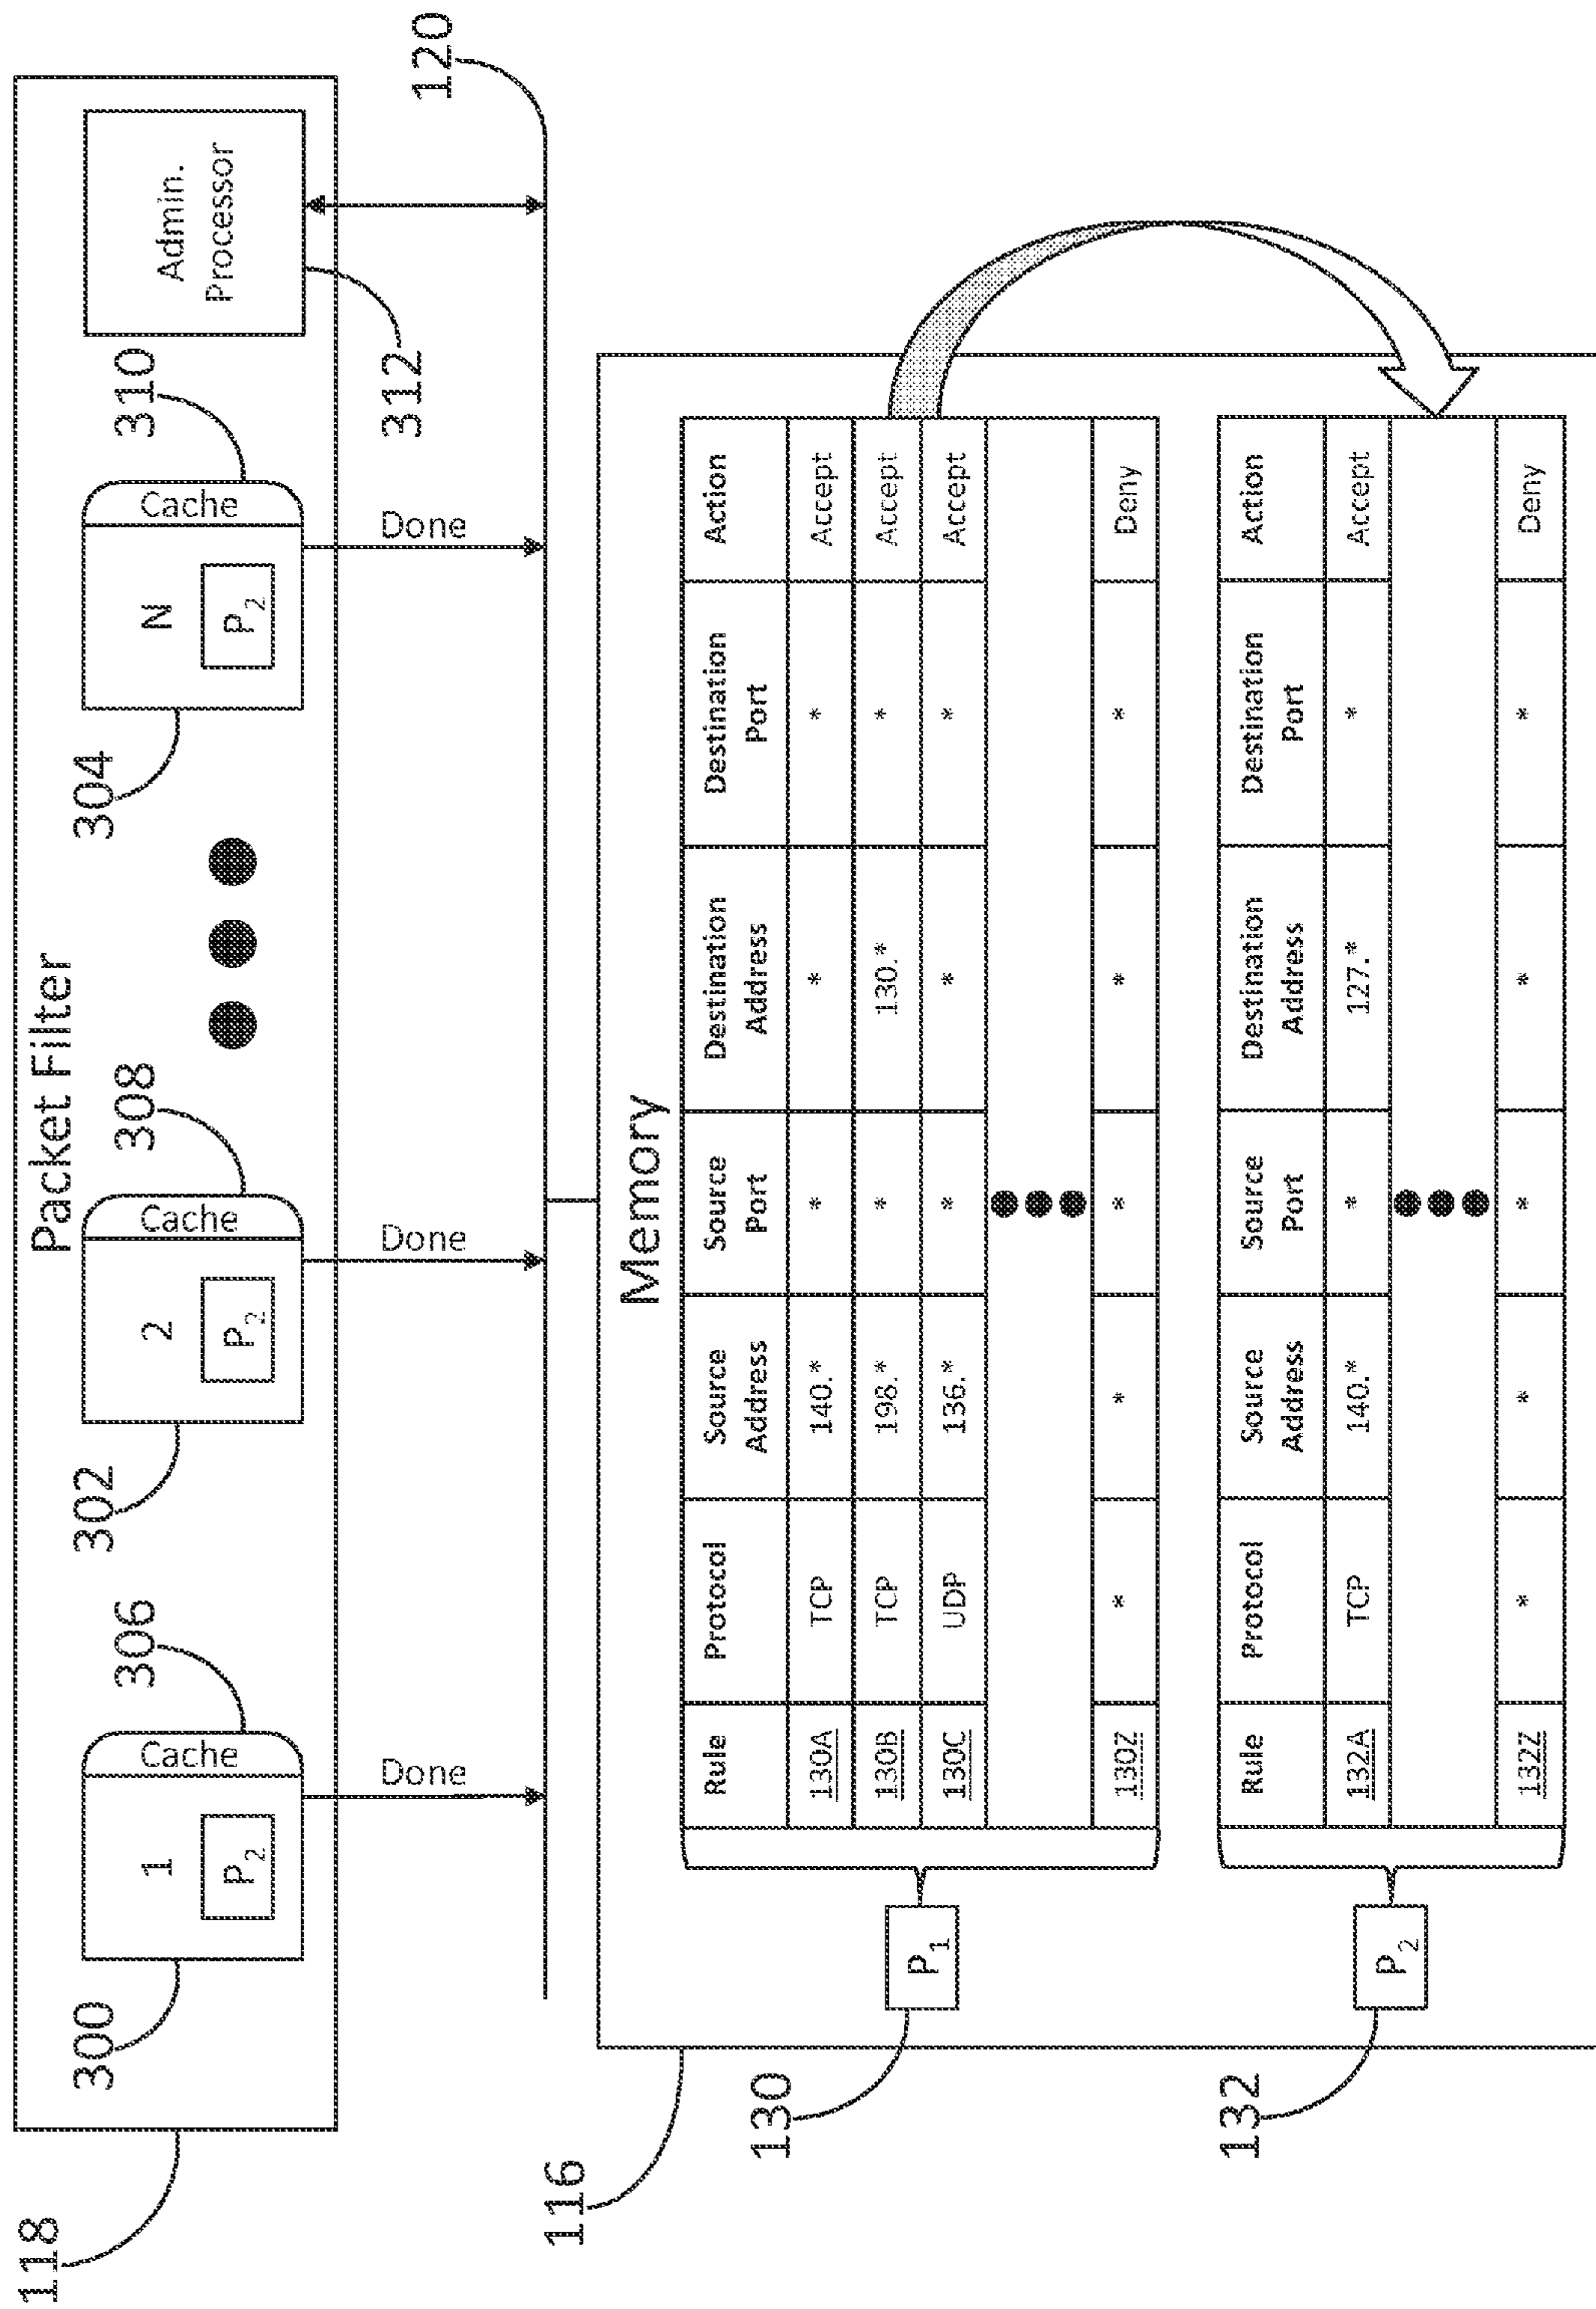 118
Packet Filter
300
1
P2
Cache
306
302
2
P2
Cache
308
304
N
P2
Cache
310
Admin.
Processor
312
Done
Done
Done
120
116
Memory
130
P1
Rule Protocol Source Address Source Port Destination Address Destination Port Action
130A TCP 140.* * * * Accept
130B TCP 198.* * 130.* * Accept
130C UDP 136.* * * * Accept
130Z * * * * * Deny
132
P2
Rule Protocol Source Address Source Port Destination Address Destination Port Action
132A TCP 140.* * 127.* * Accept
132Z * * * * * Deny